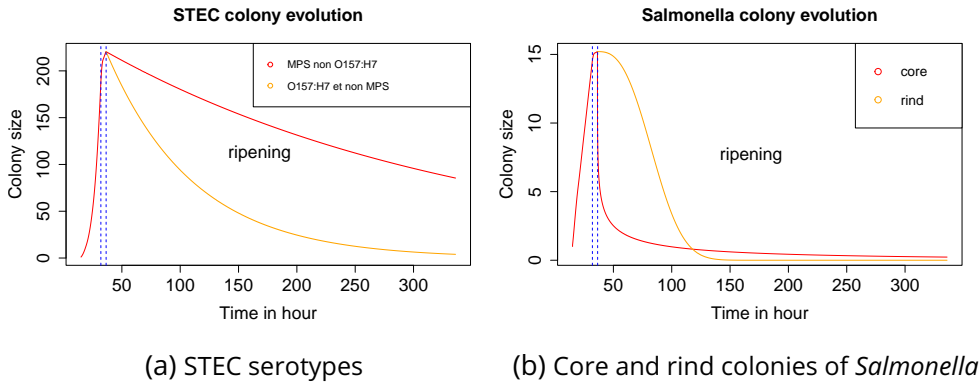 STEC colony evolution
200
150
100
50
0
Colony size
MPS non O157:H7
O157:H7 et non MPS
ripening
50 100 150 200 250 300
Time in hour
(a) STEC serotypes
Salmonella colony evolution
15
10
5
0
Colony size
core
rind
ripening
50 100 150 200 250 300
Time in hour
(b) Core and rind colonies of Salmonella